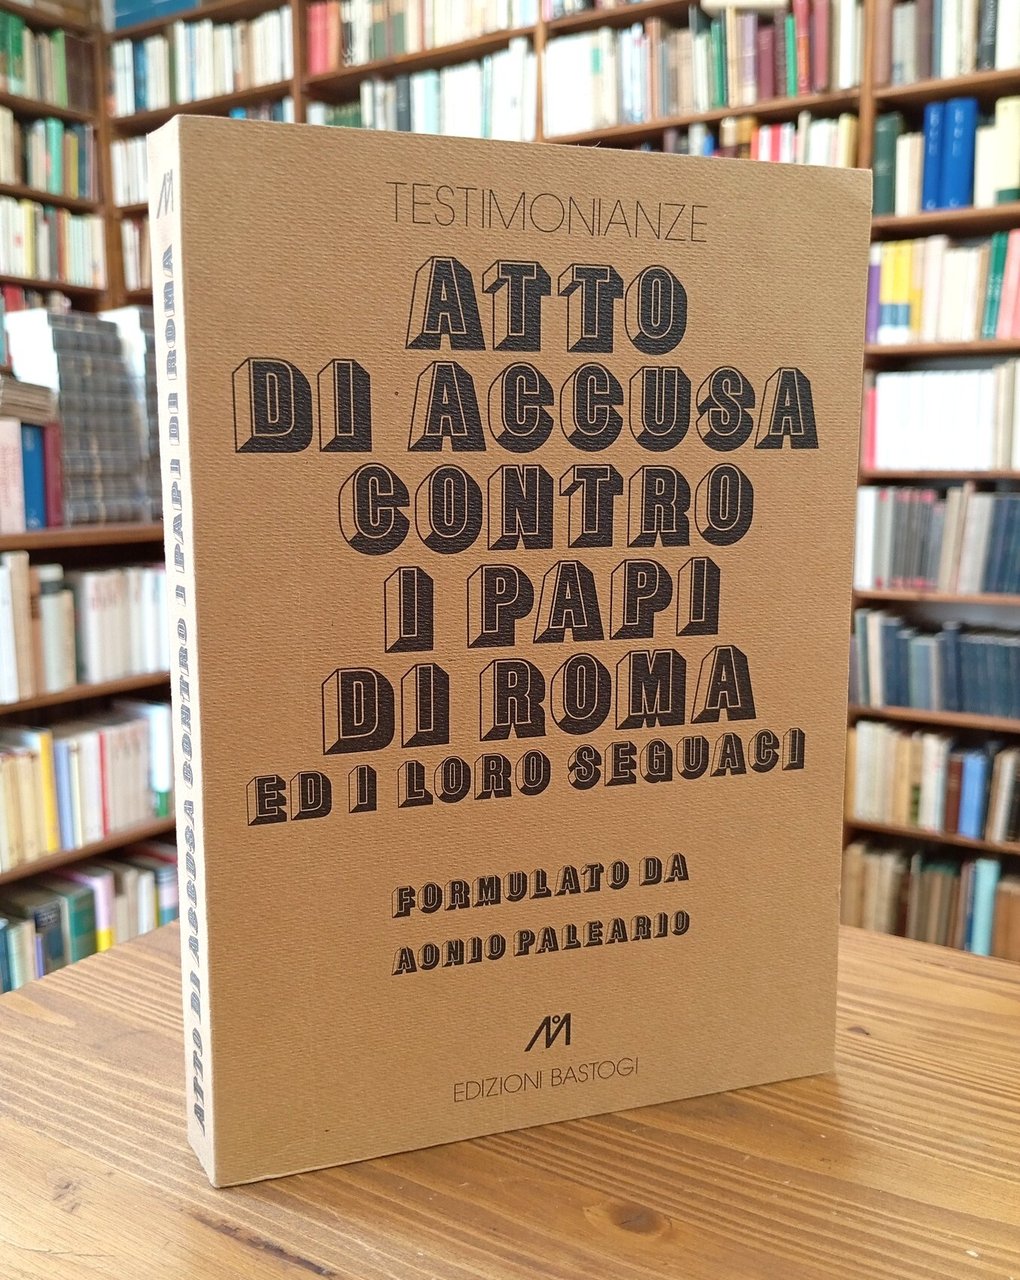 TESTIMONIANZE
ATTO
DI ACCUSA
CONTRO
I PAPI
DI ROMA
ED I LORO SEGUACI
FORMULATO DA
AONIO PALEARIO
EDIZIONI BASTOGI
ATTO DI ACCUSA CONTRO I PAPI DI ROMA